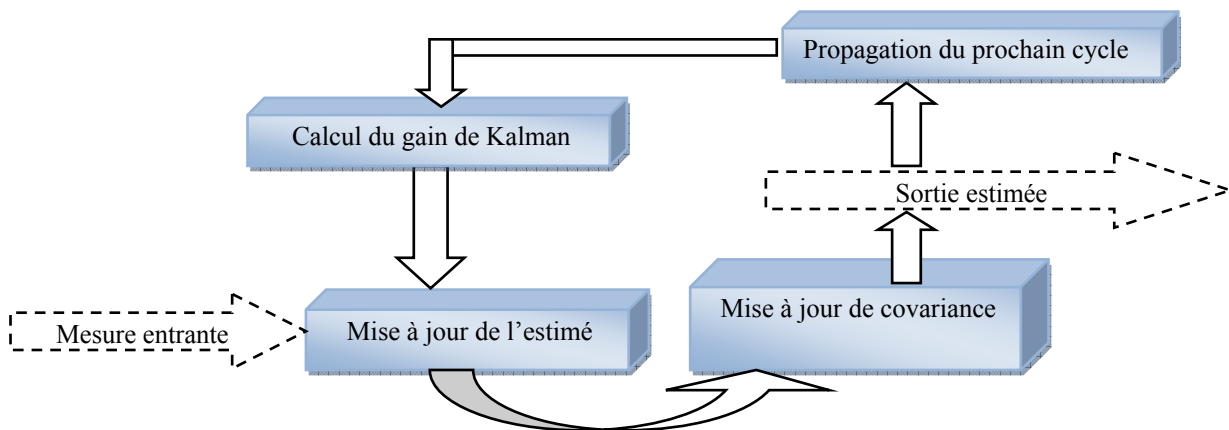 Propagation du prochain cycle
Calcul du gain de Kalman
Sortie estimée
Mise à jour de covariance
Mesure entrante
Mise à jour de l’estimé